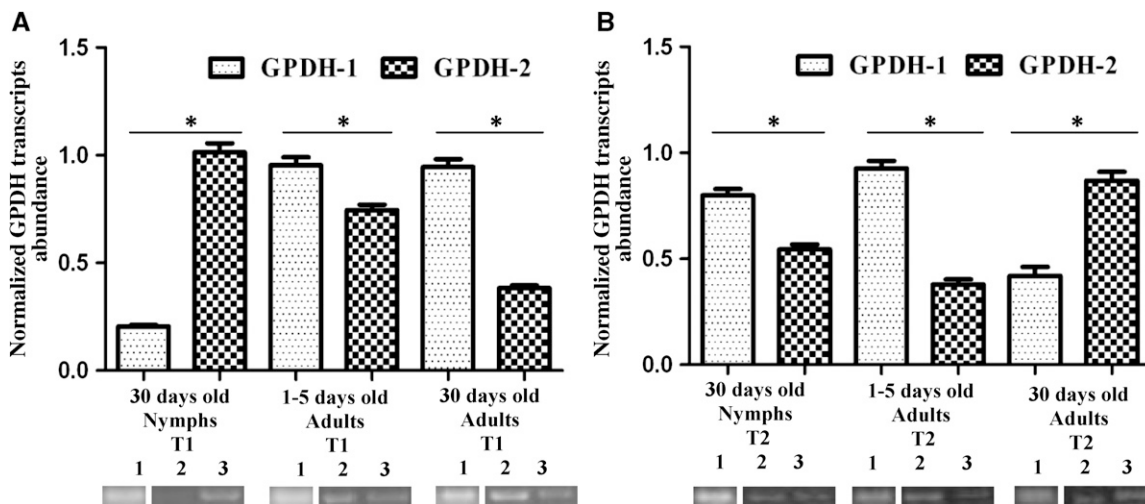 A
Normalized GPDH transcripts
abundance
1.5
1.0
0.5
0.0
GPDH-1 GPDH-2
* * *
30 days old
Nymphs
T1
1-5 days old
Adults
T1
30 days old
Adults
T1
1 2 3 1 2 3 1 2 3
B
Normalized GPDH transcripts
abundance
1.5
1.0
0.5
0.0
GPDH-1 GPDH-2
* * *
30 days old
Nymphs
T2
1-5 days old
Adults
T2
30 days old
Adults
T2
1 2 3 1 2 3 1 2 3